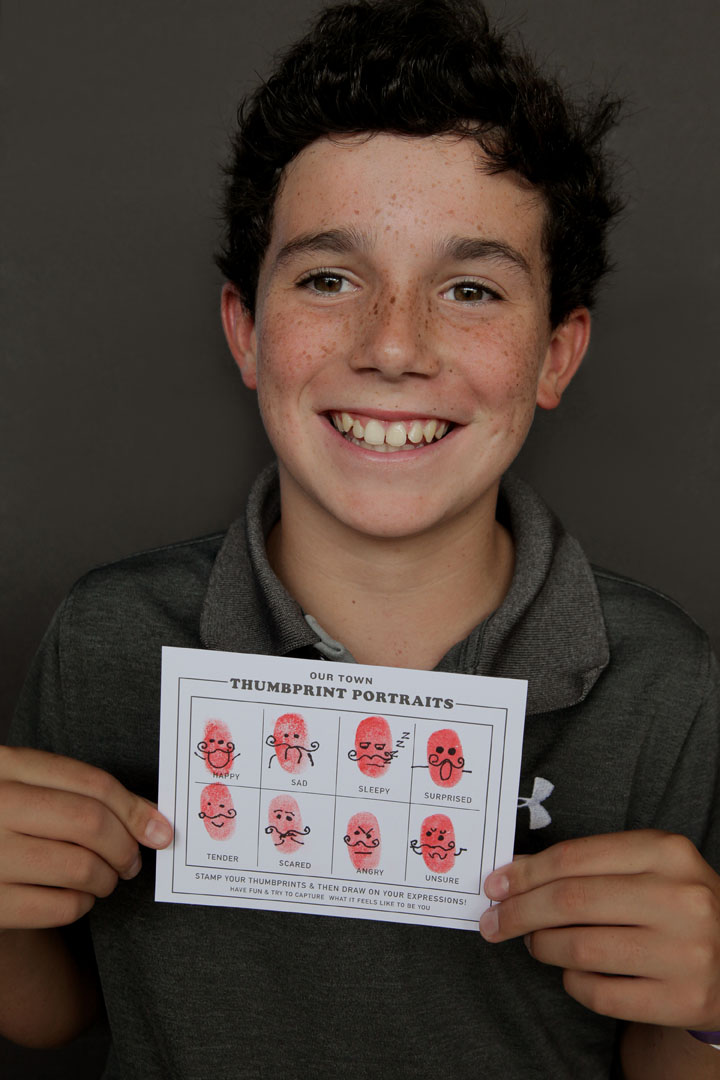 OUR TOWN
THUMBPRINT PORTRAITS
HAPPY
SAD
SLEEPY
ZZZ
SURPRISED
TENDER
SCARED
ANGRY
UNSURE
STAMP YOUR THUMBPRINTS & THEN DRAW ON YOUR EXPRESSIONS!
HAVE FUN & TRY TO CAPTURE WHAT IT FEELS LIKE TO BE YOU